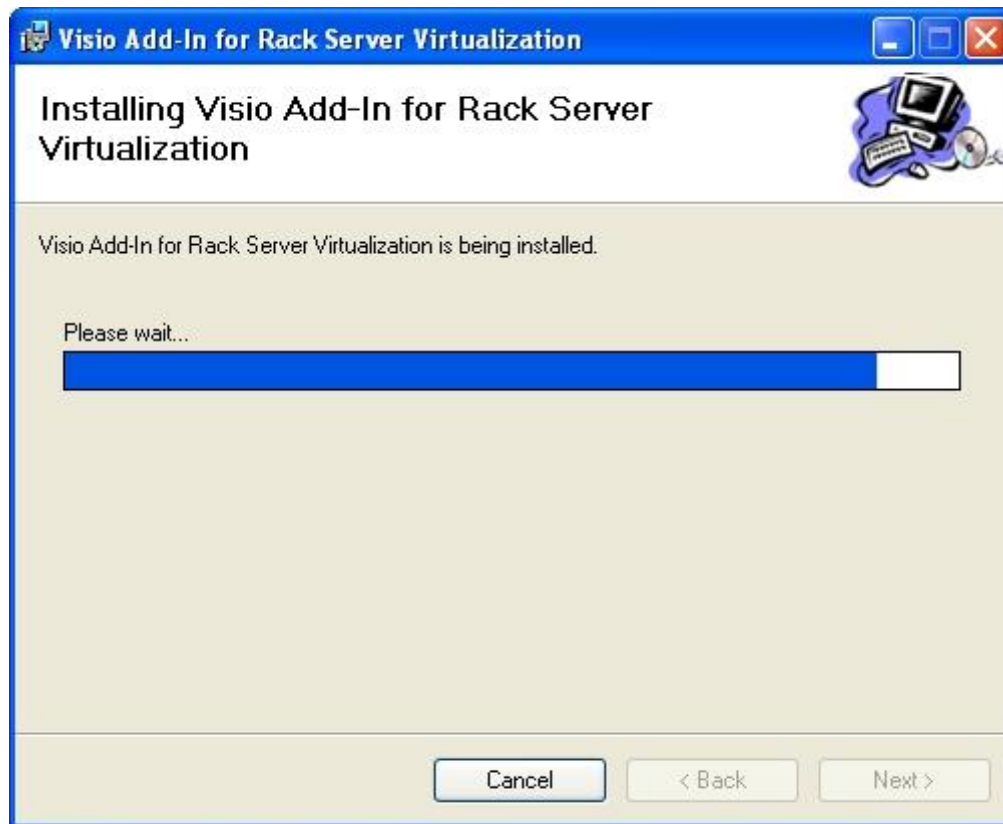 Visio Add-In for Rack Server Virtualization
Installing Visio Add-In for Rack Server
Virtualization
Visio Add-In for Rack Server Virtualization is being installed.
Please wait...
Cancel
< Back
Next >